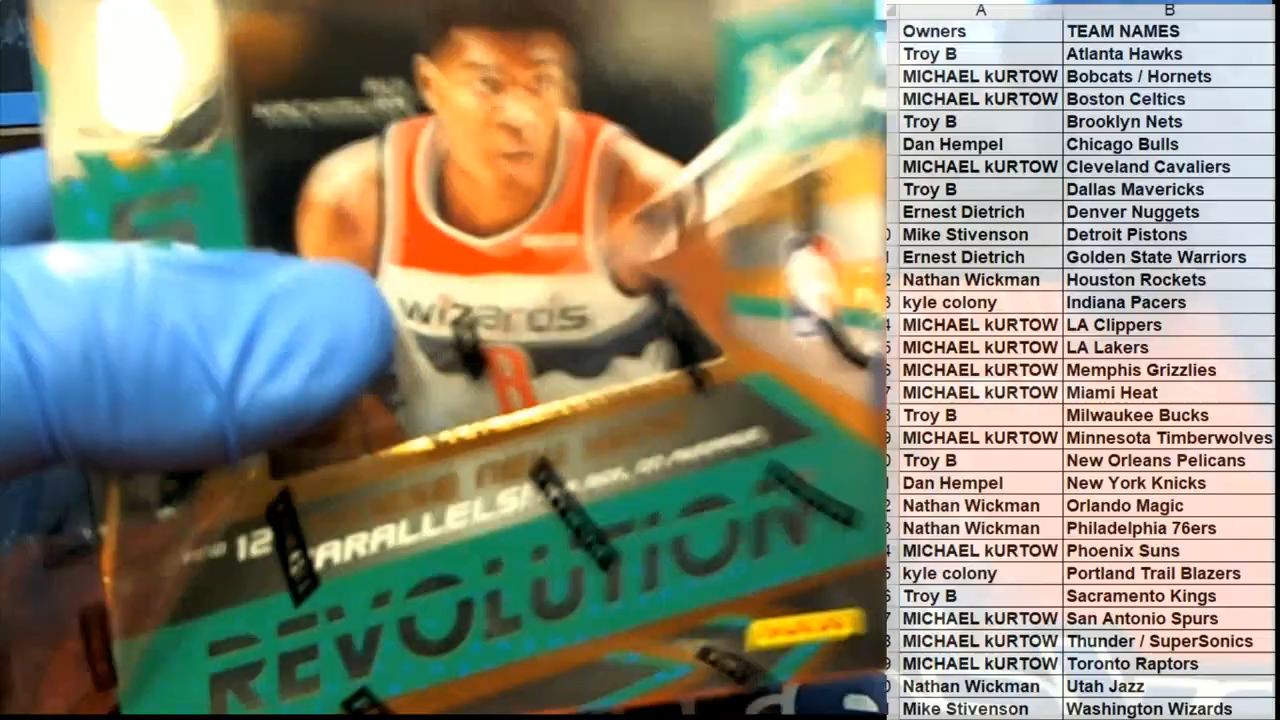 wizards
8
12 PARALLELS!
REVOLUTION
A B
Owners TEAM NAMES
Troy B Atlanta Hawks
MICHAEL kURTOW Bobcats / Hornets
MICHAEL kURTOW Boston Celtics
Troy B Brooklyn Nets
Dan Hempel Chicago Bulls
MICHAEL kURTOW Cleveland Cavaliers
Troy B Dallas Mavericks
Ernest Dietrich Denver Nuggets
Mike Stivenson Detroit Pistons
Ernest Dietrich Golden State Warriors
Nathan Wickman Houston Rockets
kyle colony Indiana Pacers
MICHAEL kURTOW LA Clippers
MICHAEL kURTOW LA Lakers
MICHAEL kURTOW Memphis Grizzlies
MICHAEL kURTOW Miami Heat
Troy B Milwaukee Bucks
MICHAEL kURTOW Minnesota Timberwolves
Troy B New Orleans Pelicans
Dan Hempel New York Knicks
Nathan Wickman Orlando Magic
Nathan Wickman Philadelphia 76ers
MICHAEL kURTOW Phoenix Suns
kyle colony Portland Trail Blazers
Troy B Sacramento Kings
MICHAEL kURTOW San Antonio Spurs
MICHAEL kURTOW Thunder / SuperSonics
MICHAEL kURTOW Toronto Raptors
Nathan Wickman Utah Jazz
Mike Stivenson Washington Wizards